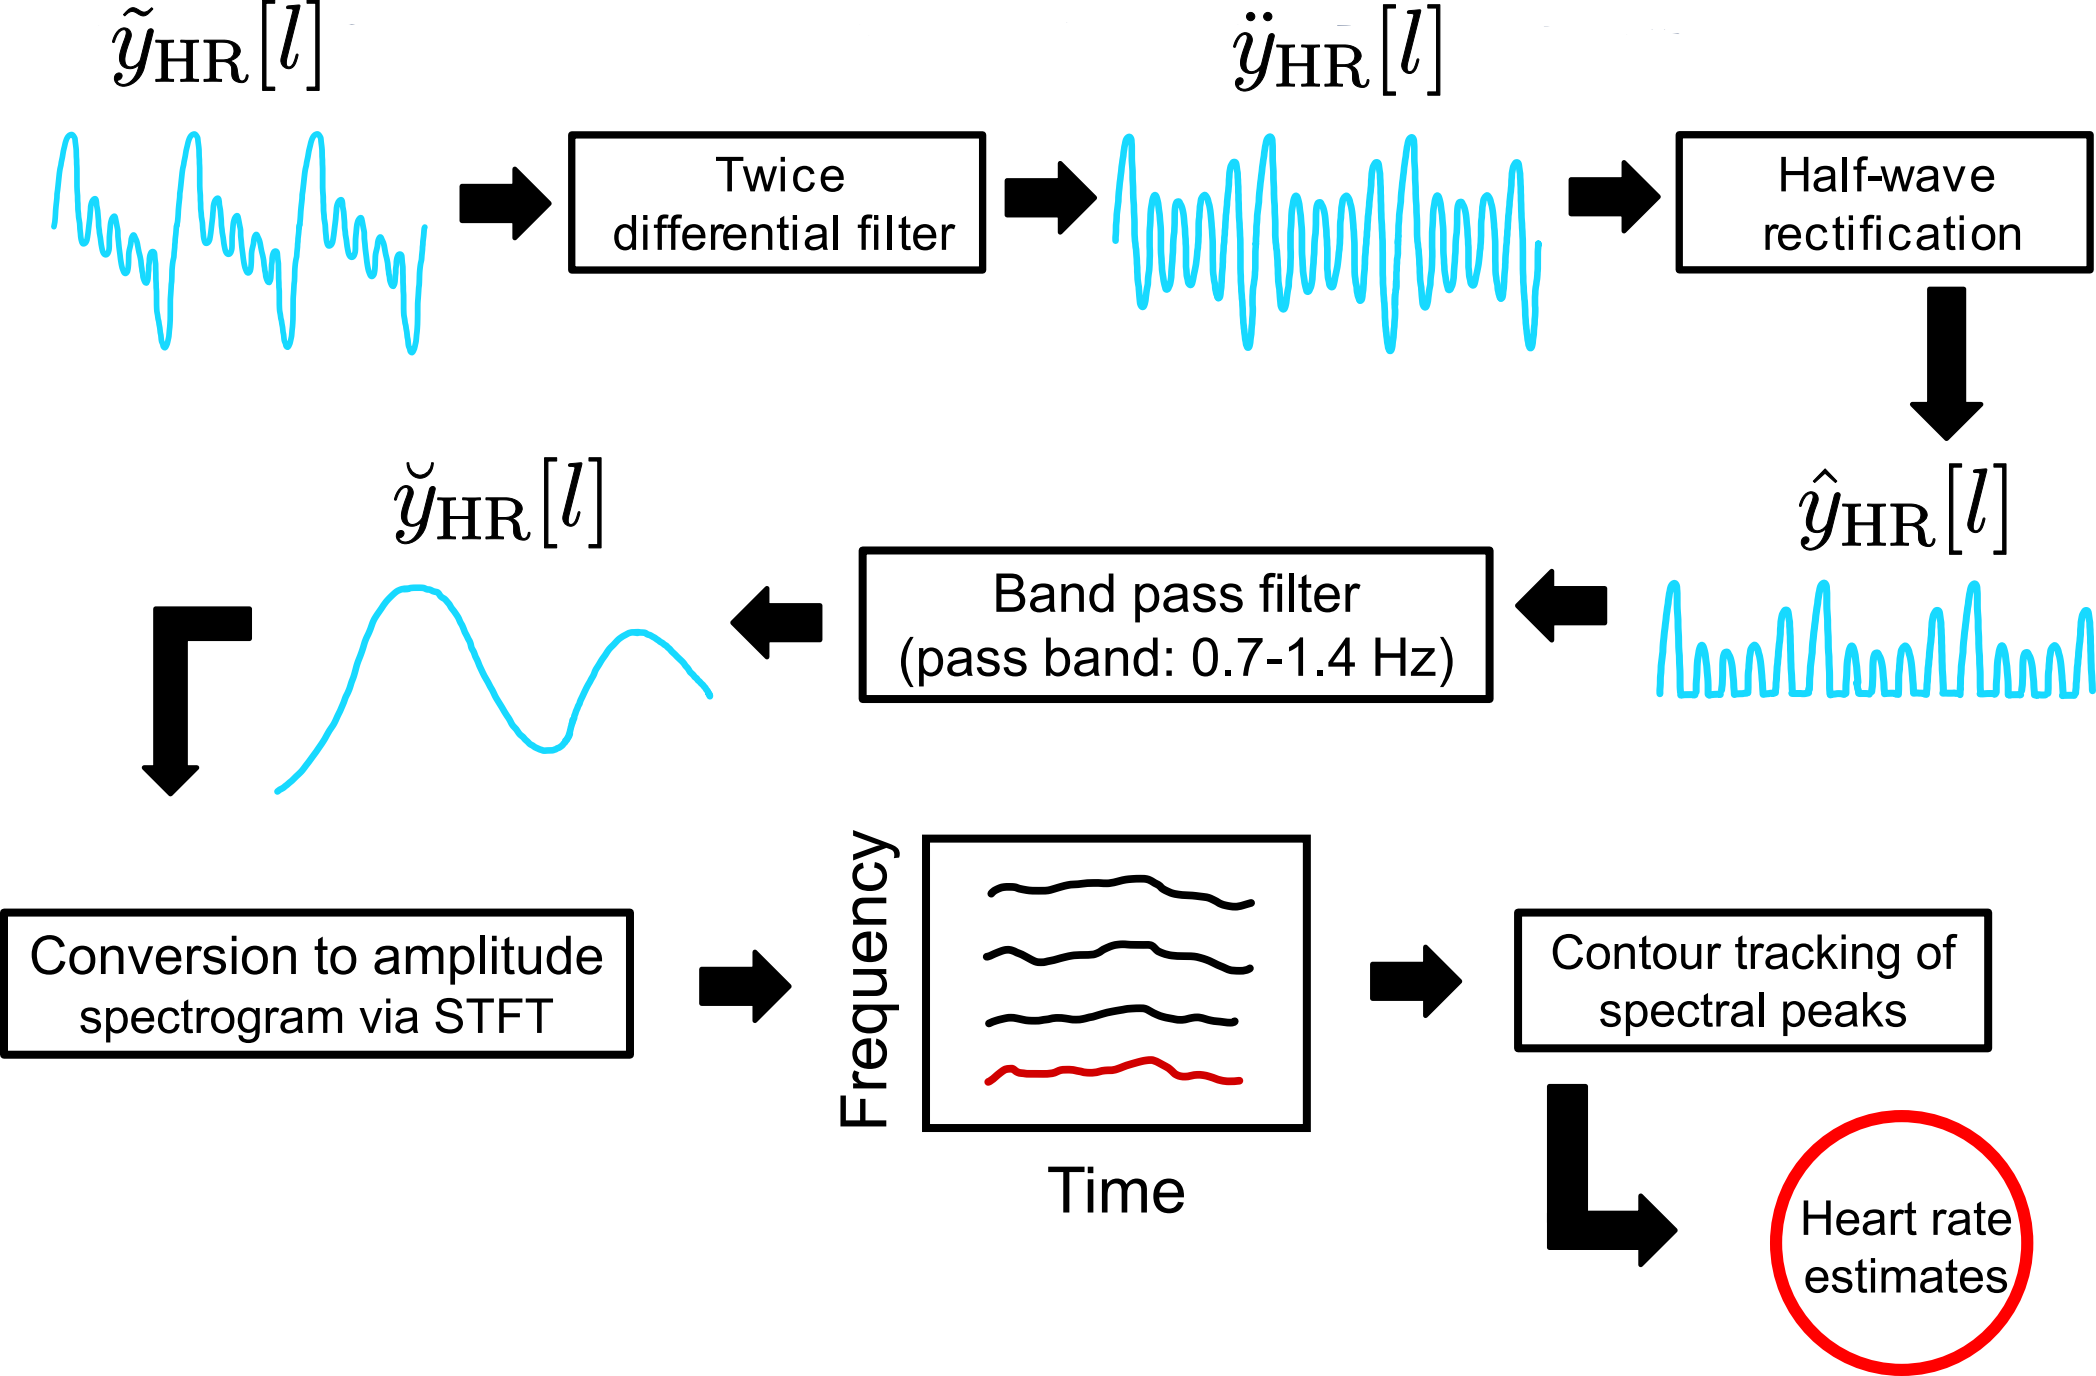 ỹHR[l]
ÿHR[l]
Twice
differential filter
Half-wave
rectification
y̆HR[l]
ŷHR[l]
Band pass filter
(pass band: 0.7-1.4 Hz)
Conversion to amplitude
spectrogram via STFT
Frequency
Time
Contour tracking of
spectral peaks
Heart rate
estimates